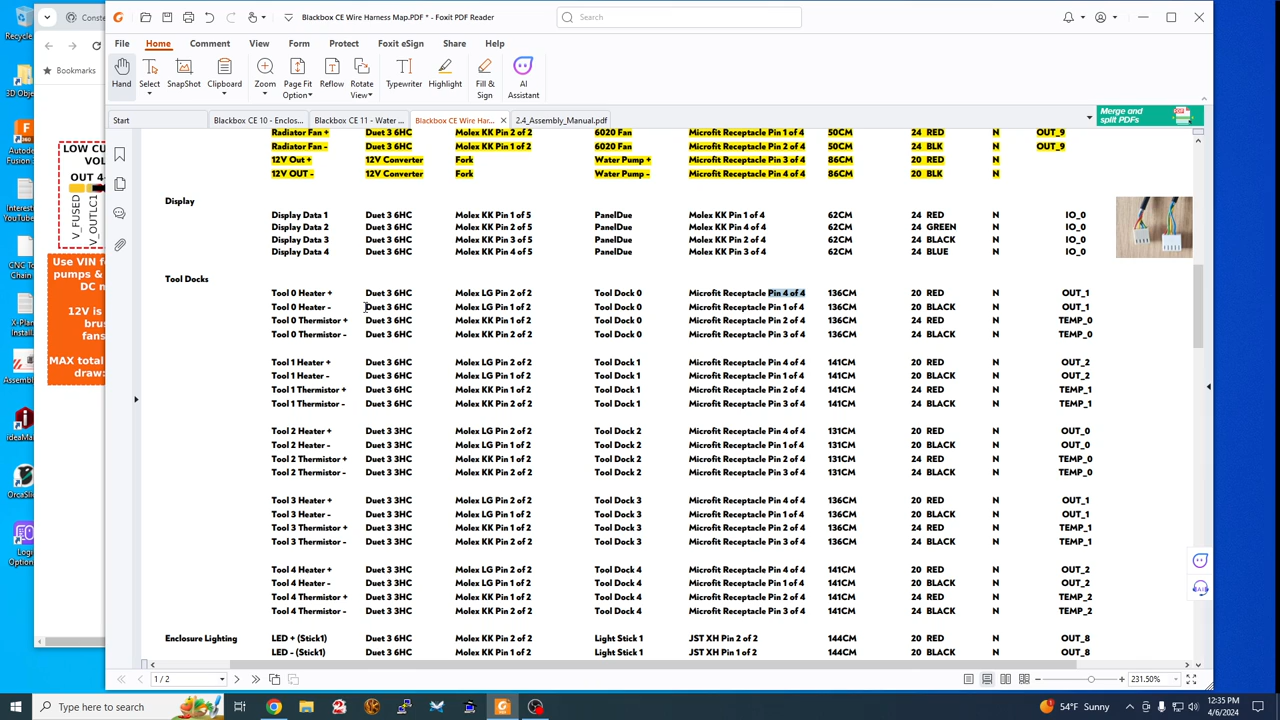 Blackbox CE Wire Harness Map.PDF * - Foxit PDF Reader
Search
File Home Comment View Form Protect Foxit eSign Share Help
Hand Select SnapShot Clipboard Zoom Page Fit Option Reflow Rotate View Typewriter Highlight Fill & Sign AI Assistant
Start Blackbox CE 10 - Enclos... Blackbox CE 11 - Water ... Blackbox CE Wire Har... 2.4_Assembly_Manual.pdf
Merge and split PDFs
Bookmarks
LOW CU
VOL
OUT 4-
V_FUSED
V_OUTLC1
Use VIN f
pumps &
DC m
12V is
brus
fans
MAX total
draw:
Radiator Fan + Duet 3 6HC Molex KK Pin 2 of 2 6020 Fan Microfit Receptacle Pin 1 of 4 50CM 24 RED N OUT_9
Radiator Fan - Duet 3 6HC Molex KK Pin 1 of 2 6020 Fan Microfit Receptacle Pin 2 of 4 50CM 24 BLK N OUT_9
12V Out + 12V Converter Fork Water Pump + Microfit Receptacle Pin 3 of 4 86CM 20 RED N
12V OUT - 12V Converter Fork Water Pump - Microfit Receptacle Pin 4 of 4 86CM 20 BLK N
Display
Display Data 1 Duet 3 6HC Molex KK Pin 1 of 5 PanelDue Molex KK Pin 1 of 4 62CM 24 RED N IO_0
Display Data 2 Duet 3 6HC Molex KK Pin 2 of 5 PanelDue Molex KK Pin 4 of 4 62CM 24 GREEN N IO_0
Display Data 3 Duet 3 6HC Molex KK Pin 3 of 5 PanelDue Molex KK Pin 2 of 4 62CM 24 BLACK N IO_0
Display Data 4 Duet 3 6HC Molex KK Pin 4 of 5 PanelDue Molex KK Pin 3 of 4 62CM 24 BLUE N IO_0
Tool Docks
Tool 0 Heater + Duet 3 6HC Molex LG Pin 2 of 2 Tool Dock 0 Microfit Receptacle Pin 4 of 4 136CM 20 RED N OUT_1
Tool 0 Heater - Duet 3 6HC Molex LG Pin 1 of 2 Tool Dock 0 Microfit Receptacle Pin 1 of 4 136CM 20 BLACK N OUT_1
Tool 0 Thermistor + Duet 3 6HC Molex KK Pin 1 of 2 Tool Dock 0 Microfit Receptacle Pin 2 of 4 136CM 24 RED N TEMP_0
Tool 0 Thermistor - Duet 3 6HC Molex KK Pin 2 of 2 Tool Dock 0 Microfit Receptacle Pin 3 of 4 136CM 24 BLACK N TEMP_0
Tool 1 Heater + Duet 3 6HC Molex LG Pin 2 of 2 Tool Dock 1 Microfit Receptacle Pin 4 of 4 141CM 20 RED N OUT_2
Tool 1 Heater - Duet 3 6HC Molex LG Pin 1 of 2 Tool Dock 1 Microfit Receptacle Pin 1 of 4 141CM 20 BLACK N OUT_2
Tool 1 Thermistor + Duet 3 6HC Molex KK Pin 1 of 2 Tool Dock 1 Microfit Receptacle Pin 2 of 4 141CM 24 RED N TEMP_1
Tool 1 Thermistor - Duet 3 6HC Molex KK Pin 2 of 2 Tool Dock 1 Microfit Receptacle Pin 3 of 4 141CM 24 BLACK N TEMP_1
Tool 2 Heater + Duet 3 3HC Molex LG Pin 2 of 2 Tool Dock 2 Microfit Receptacle Pin 4 of 4 131CM 20 RED N OUT_0
Tool 2 Heater - Duet 3 3HC Molex LG Pin 1 of 2 Tool Dock 2 Microfit Receptacle Pin 1 of 4 131CM 20 BLACK N OUT_0
Tool 2 Thermistor + Duet 3 3HC Molex KK Pin 1 of 2 Tool Dock 2 Microfit Receptacle Pin 2 of 4 131CM 24 RED N TEMP_0
Tool 2 Thermistor - Duet 3 3HC Molex KK Pin 2 of 2 Tool Dock 2 Microfit Receptacle Pin 3 of 4 131CM 24 BLACK N TEMP_0
Tool 3 Heater + Duet 3 3HC Molex LG Pin 2 of 2 Tool Dock 3 Microfit Receptacle Pin 4 of 4 136CM 20 RED N OUT_1
Tool 3 Heater - Duet 3 3HC Molex LG Pin 1 of 2 Tool Dock 3 Microfit Receptacle Pin 1 of 4 136CM 20 BLACK N OUT_1
Tool 3 Thermistor + Duet 3 3HC Molex KK Pin 1 of 2 Tool Dock 3 Microfit Receptacle Pin 2 of 4 136CM 24 RED N TEMP_1
Tool 3 Thermistor - Duet 3 3HC Molex KK Pin 2 of 2 Tool Dock 3 Microfit Receptacle Pin 3 of 4 136CM 24 BLACK N TEMP_1
Tool 4 Heater + Duet 3 3HC Molex LG Pin 2 of 2 Tool Dock 4 Microfit Receptacle Pin 4 of 4 141CM 20 RED N OUT_2
Tool 4 Heater - Duet 3 3HC Molex LG Pin 1 of 2 Tool Dock 4 Microfit Receptacle Pin 1 of 4 141CM 20 BLACK N OUT_2
Tool 4 Thermistor + Duet 3 3HC Molex KK Pin 1 of 2 Tool Dock 4 Microfit Receptacle Pin 2 of 4 141CM 24 RED N TEMP_2
Tool 4 Thermistor - Duet 3 3HC Molex KK Pin 2 of 2 Tool Dock 4 Microfit Receptacle Pin 3 of 4 141CM 24 BLACK N TEMP_2
Enclosure Lighting LED + (Stick1) Duet 3 6HC Molex KK Pin 2 of 2 Light Stick 1 JST XH Pin 2 of 2 144CM 20 RED N OUT_8
LED - (Stick1) Duet 3 6HC Molex KK Pin 1 of 2 Light Stick 1 JST XH Pin 1 of 2 144CM 20 BLACK N OUT_8
1 / 2
231.50%
Type here to search
54°F Sunny
12:35 PM
4/6/2024